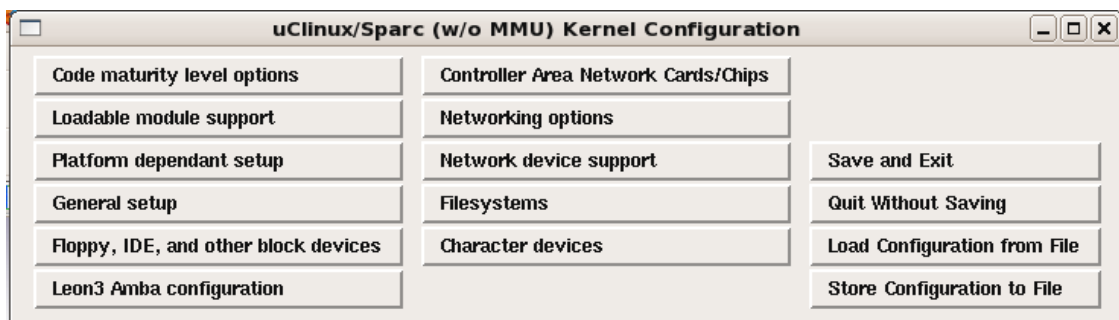 uClinux/Sparc (w/o MMU) Kernel Configuration
Code maturity level options
Loadable module support
Platform dependant setup
General setup
Floppy, IDE, and other block devices
Leon3 Amba configuration
Controller Area Network Cards/Chips
Networking options
Network device support
Filesystems
Character devices
Save and Exit
Quit Without Saving
Load Configuration from File
Store Configuration to File